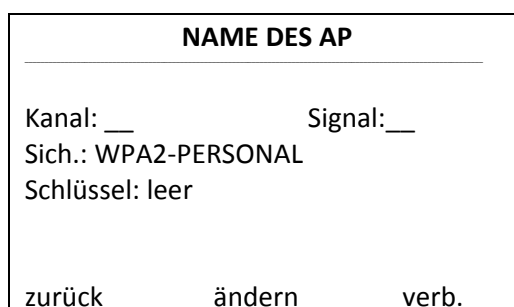 NAME DES AP
Kanal: __ Signal:__
Sich.: WPA2-PERSONAL
Schlüssel: leer
zurück ändern verb.